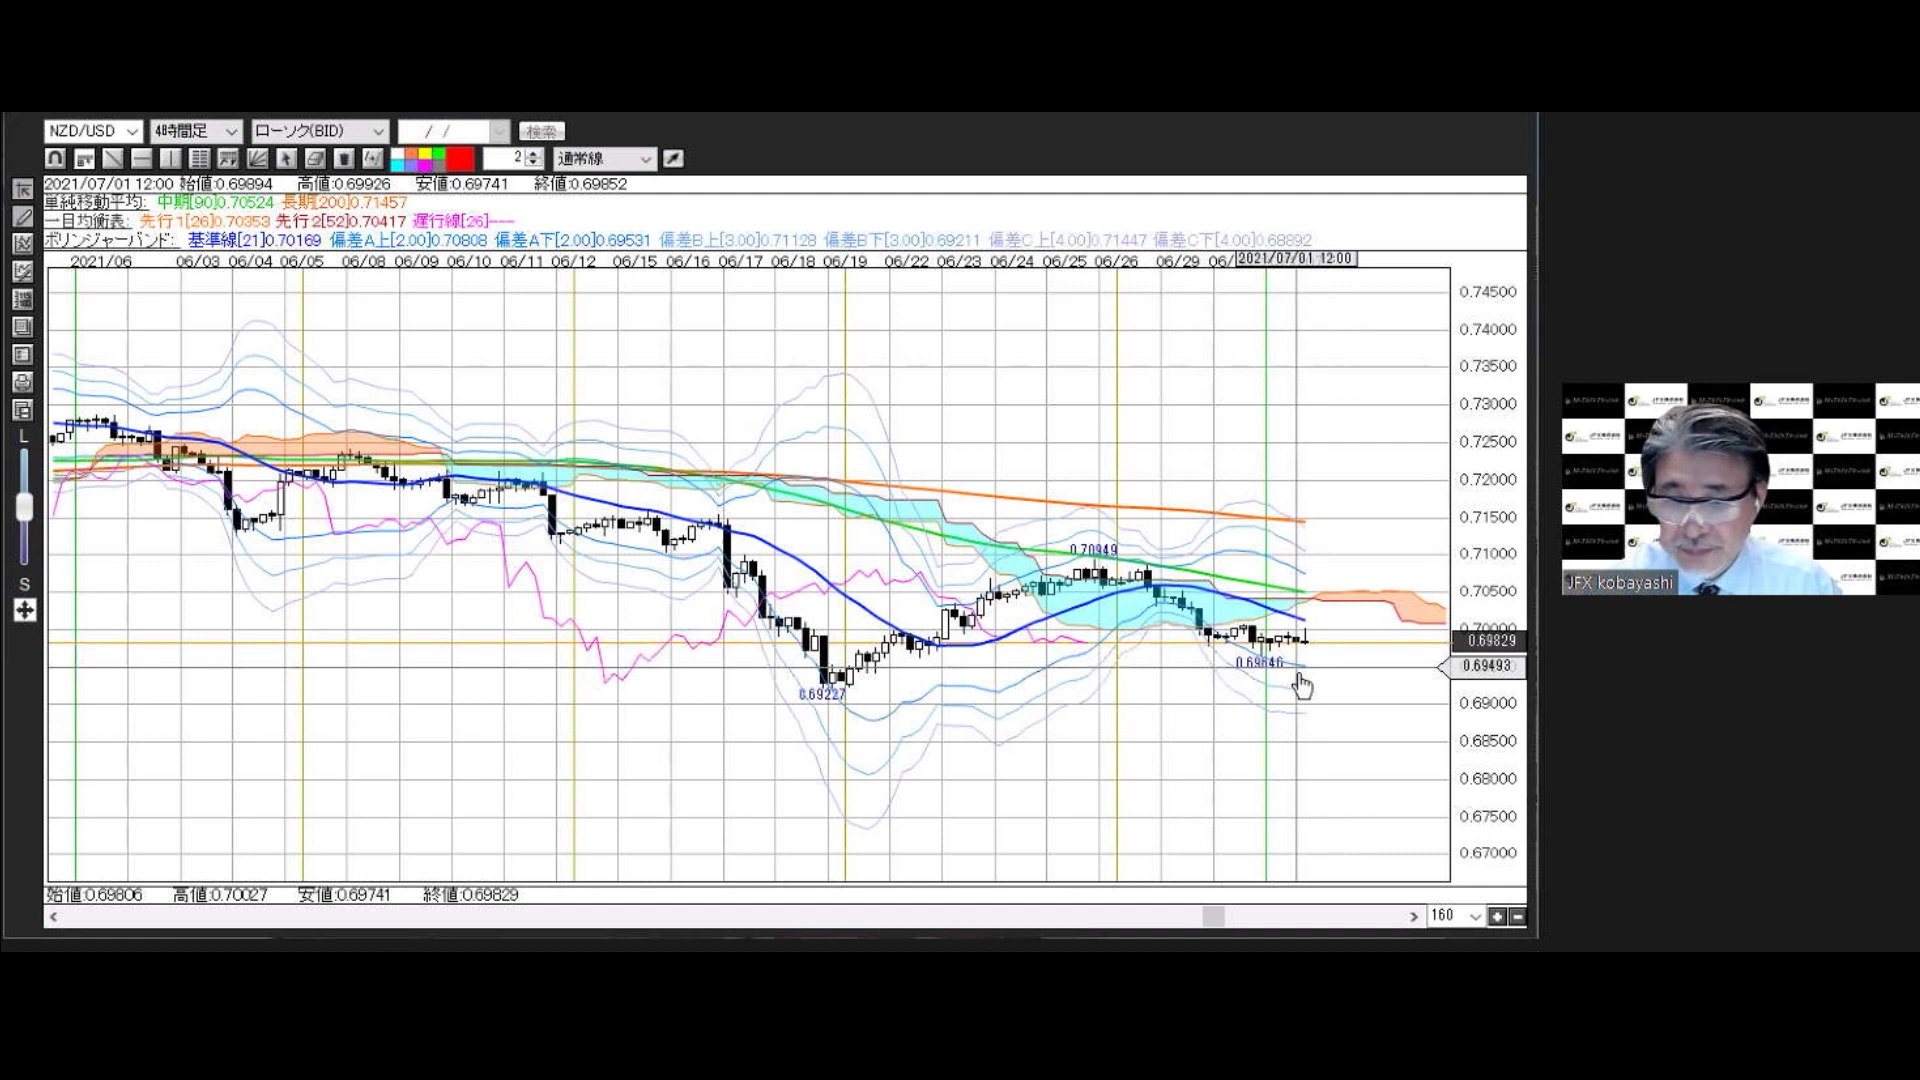 NZD/USD 4時間足 ローソク(BID) / / 検索
2 通常線
2021/07/01 12:00 始値:0.69894 高値:0.69926 安値:0.69741 終値:0.69852
単純移動平均: 中期[90]0.70524 長期[200]0.71457
一目均衡表: 先行1[26]0.70353 先行2[52]0.70417 遅行線[26]---
ボリンジャーバンド: 基準線[21]0.70169 偏差A上[2.00]0.70808 偏差A下[2.00]0.69531 偏差B上[3.00]0.71128 偏差B下[3.00]0.69211 偏差C上[4.00]0.71447 偏差C下[4.00]0.68892
2021/06 06/03 06/04 06/05 06/08 06/09 06/10 06/11 06/12 06/15 06/16 06/17 06/18 06/19 06/22 06/23 06/24 06/25 06/26 06/29 06/ 2021/07/01 12:00
0.74500
0.74000
0.73500
0.73000
0.72500
0.72000
0.71500
0.71000
0.70500
0.70000
0.69829
0.69493
0.69000
0.68500
0.68000
0.67500
0.67000
0.70949
0.69646
0.69227
L
S
始値:0.69806 高値:0.70027 安値:0.69741 終値:0.69829
160
JFX kobayashi